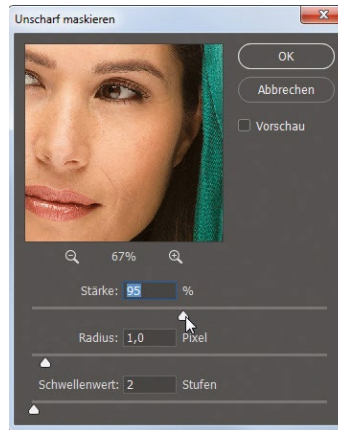 Unscharf maskieren
OK
Abbrechen
Vorschau
67%
Stärke: 95 %
Radius: 1,0 Pixel
Schwellenwert: 2 Stufen